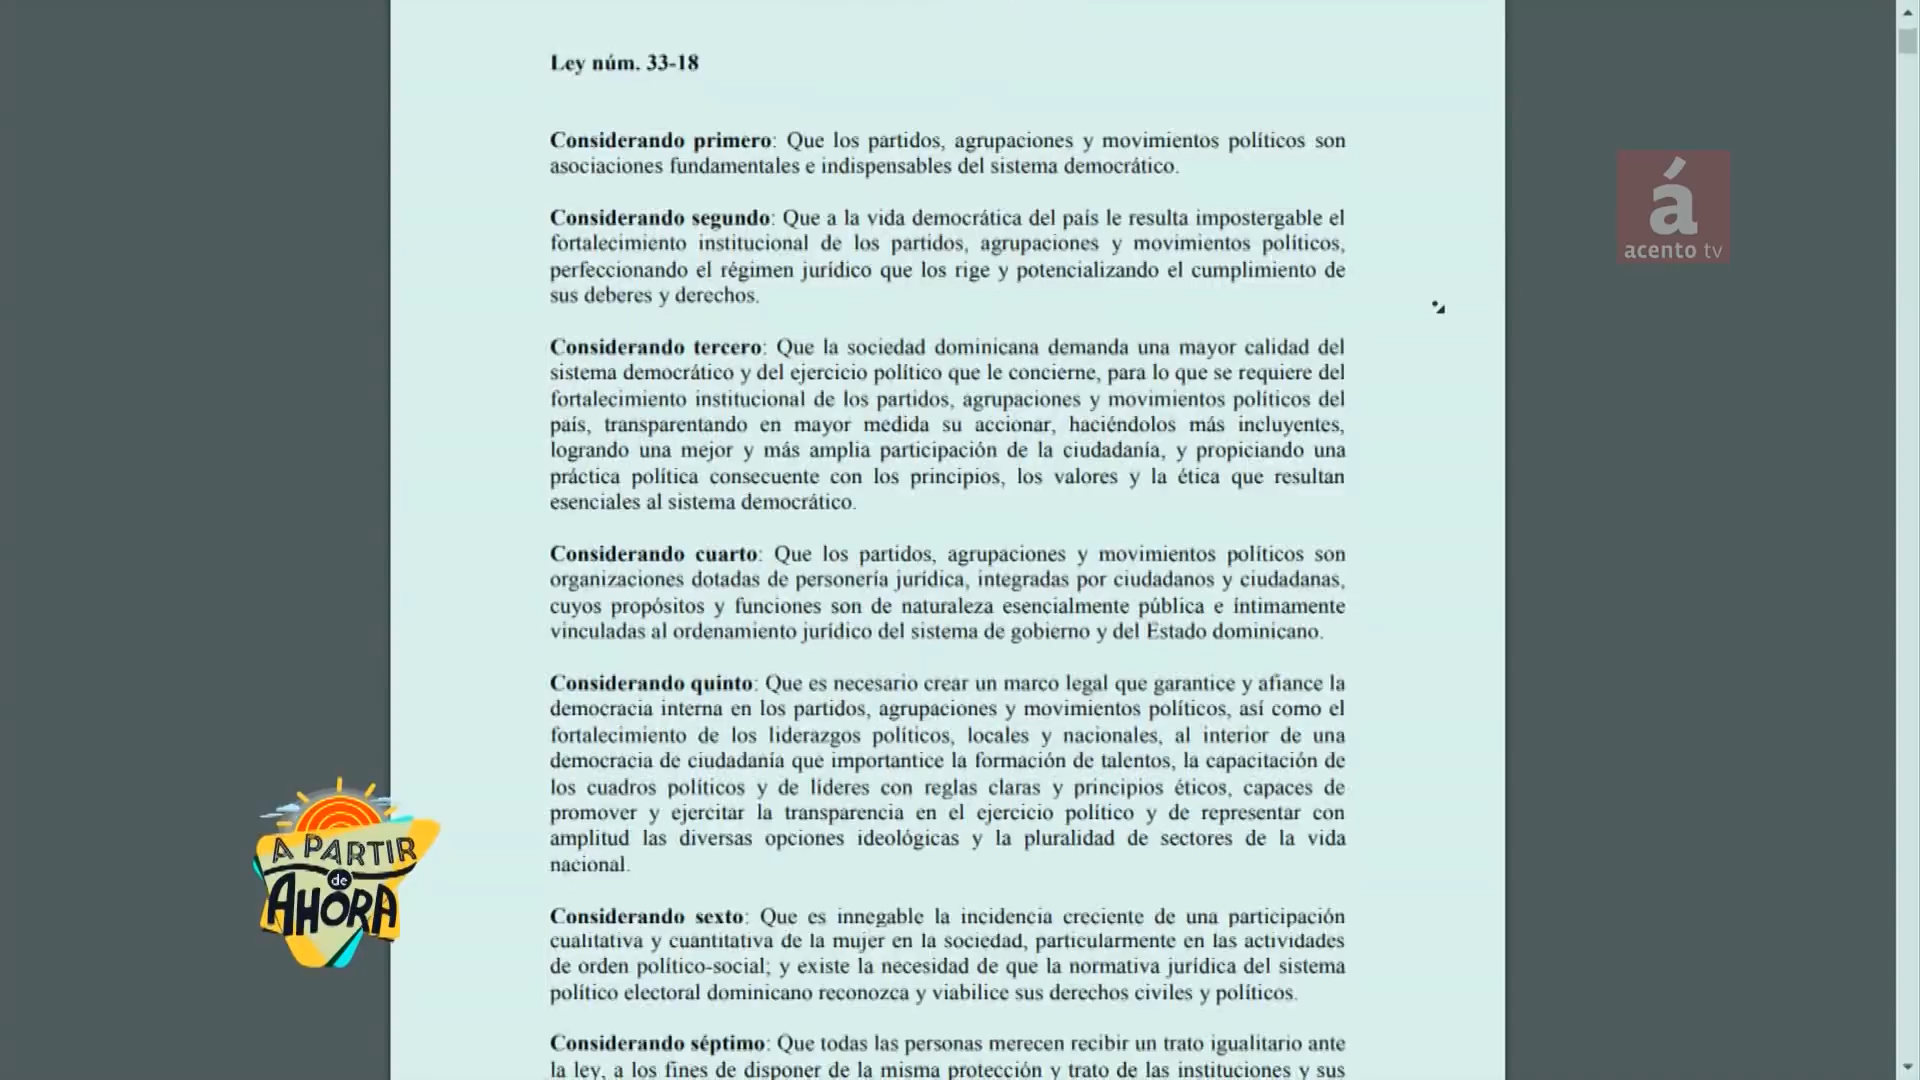 Ley núm. 33-18
Considerando primero: Que los partidos, agrupaciones y movimientos políticos son
asociaciones fundamentales e indispensables del sistema democrático.
Considerando segundo: Que a la vida democrática del país le resulta impostergable el
fortalecimiento institucional de los partidos, agrupaciones y movimientos políticos,
perfeccionando el régimen jurídico que los rige y potencializando el cumplimiento de
sus deberes y derechos.
Considerando tercero: Que la sociedad dominicana demanda una mayor calidad del
sistema democrático y del ejercicio político que le concierne, para lo que se requiere del
fortalecimiento institucional de los partidos, agrupaciones y movimientos políticos del
país, transparentando en mayor medida su accionar, haciéndolos más incluyentes,
logrando una mejor y más amplia participación de la ciudadanía, y propiciando una
práctica política consecuente con los principios, los valores y la ética que resultan
esenciales al sistema democrático.
Considerando cuarto: Que los partidos, agrupaciones y movimientos políticos son
organizaciones dotadas de personería jurídica, integradas por ciudadanos y ciudadanas,
cuyos propósitos y funciones son de naturaleza esencialmente pública e íntimamente
vinculadas al ordenamiento jurídico del sistema de gobierno y del Estado dominicano.
Considerando quinto: Que es necesario crear un marco legal que garantice y afiance la
democracia interna en los partidos, agrupaciones y movimientos políticos, así como el
fortalecimiento de los liderazgos políticos, locales y nacionales, al interior de una
democracia de ciudadanía que importantice la formación de talentos, la capacitación de
los cuadros políticos y de líderes con reglas claras y principios éticos, capaces de
promover y ejercitar la transparencia en el ejercicio político y de representar con
amplitud las diversas opciones ideológicas y la pluralidad de sectores de la vida
nacional.
Considerando sexto: Que es innegable la incidencia creciente de una participación
cualitativa y cuantitativa de la mujer en la sociedad, particularmente en las actividades
de orden político-social; y existe la necesidad de que la normativa jurídica del sistema
político electoral dominicano reconozca y viabilice sus derechos civiles y políticos.
Considerando séptimo: Que todas las personas merecen recibir un trato igualitario ante
la ley, a los fines de disponer de la misma protección y trato de las instituciones y sus
á
acento tv
A PARTIR
de
AHORA